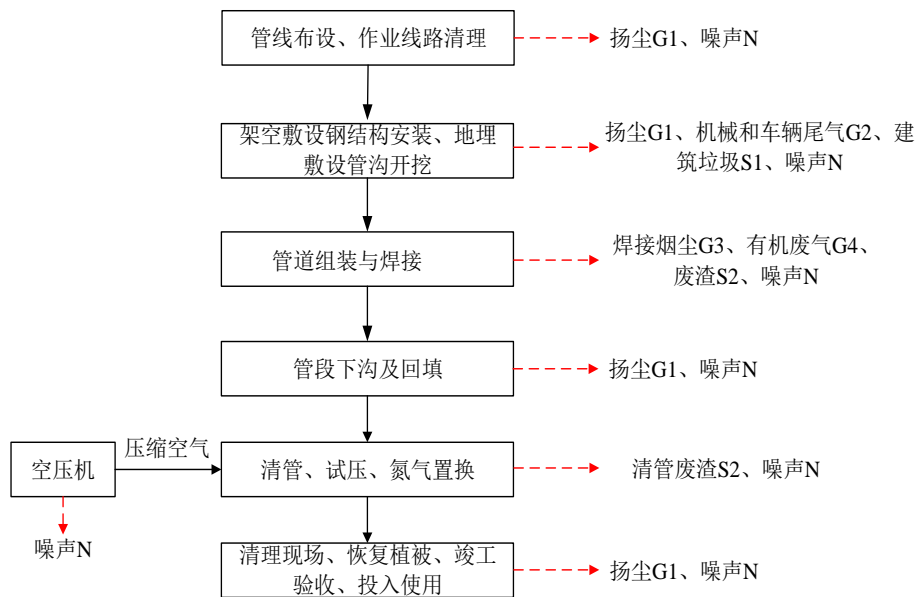 管线布设、作业线路清理
扬尘G1、噪声N
架空敷设钢结构安装、地埋
敷设管沟开挖
扬尘G1、机械和车辆尾气G2、建
筑垃圾S1、噪声N
管道组装与焊接
焊接烟尘G3、有机废气G4、
废渣S2、噪声N
管段下沟及回填
扬尘G1、噪声N
空压机
压缩空气
清管、试压、氮气置换
清管废渣S2、噪声N
噪声N
清理现场、恢复植被、竣工
验收、投入使用
扬尘G1、噪声N